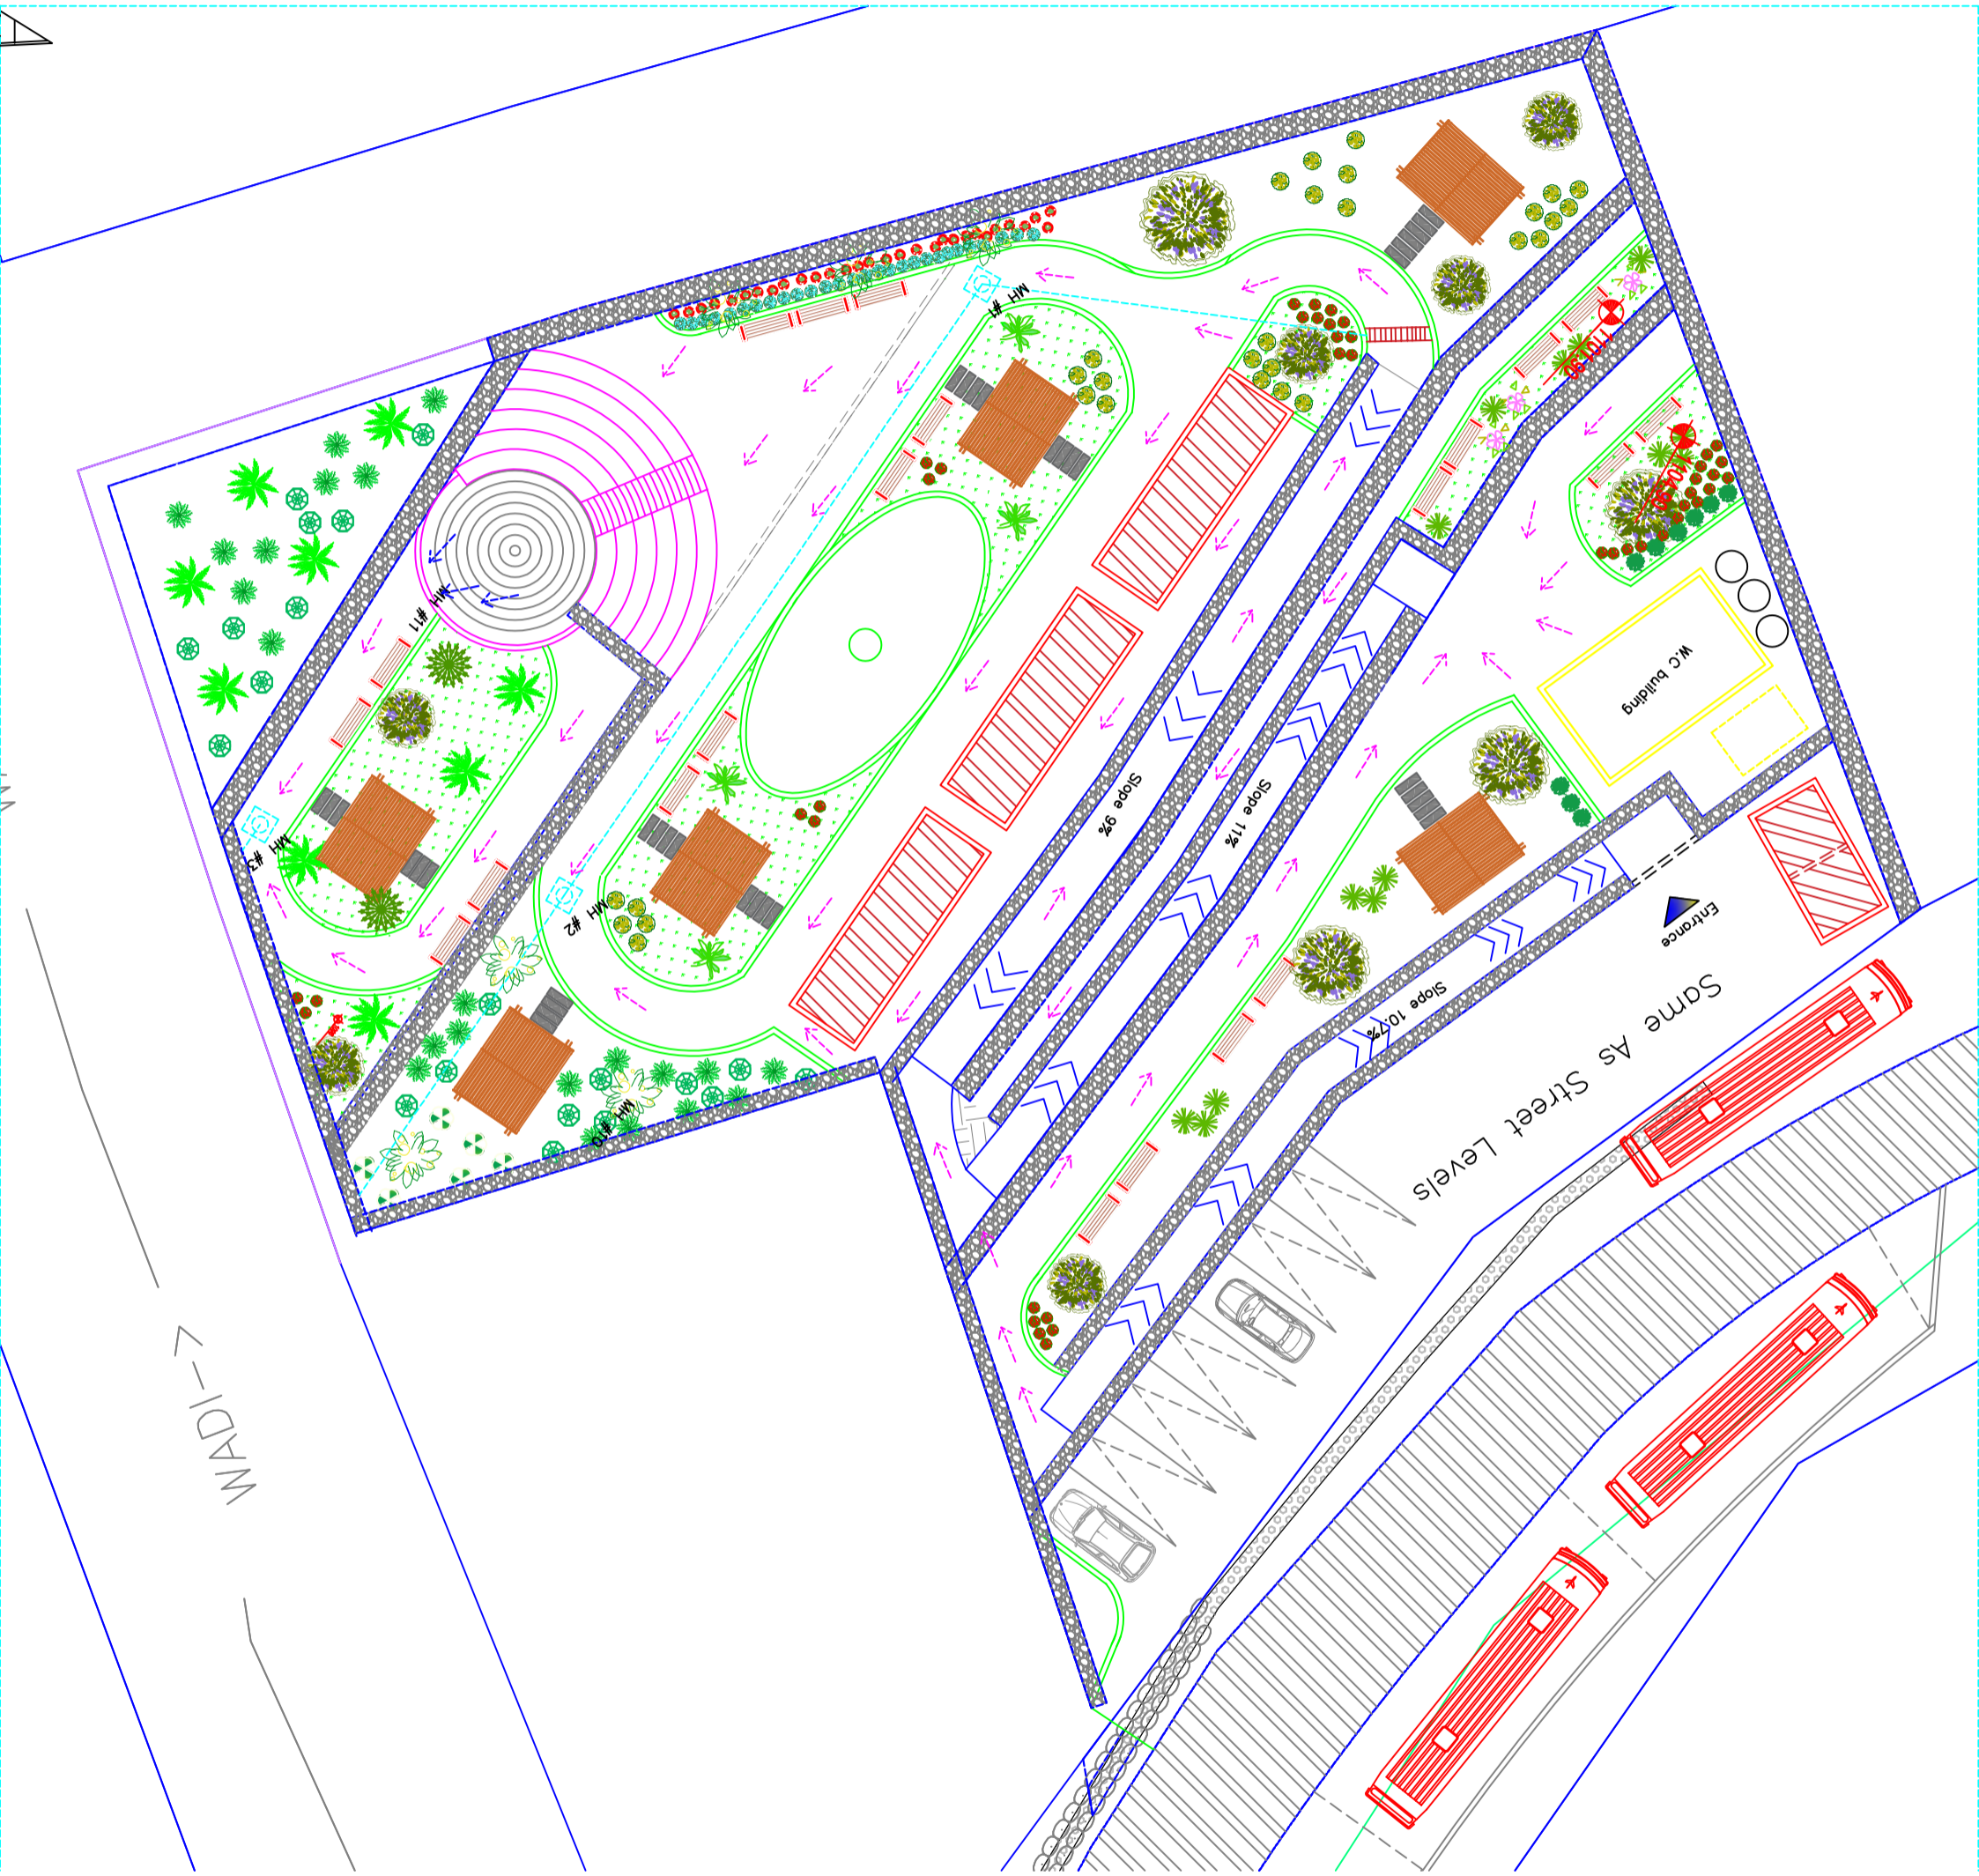 MH #1
MH #11
MH #3
MH #2
MH #10
W.C building
Slope 9%
Slope 11%
Slope 10.7%
Entrance
Same As Street Levels
WADI